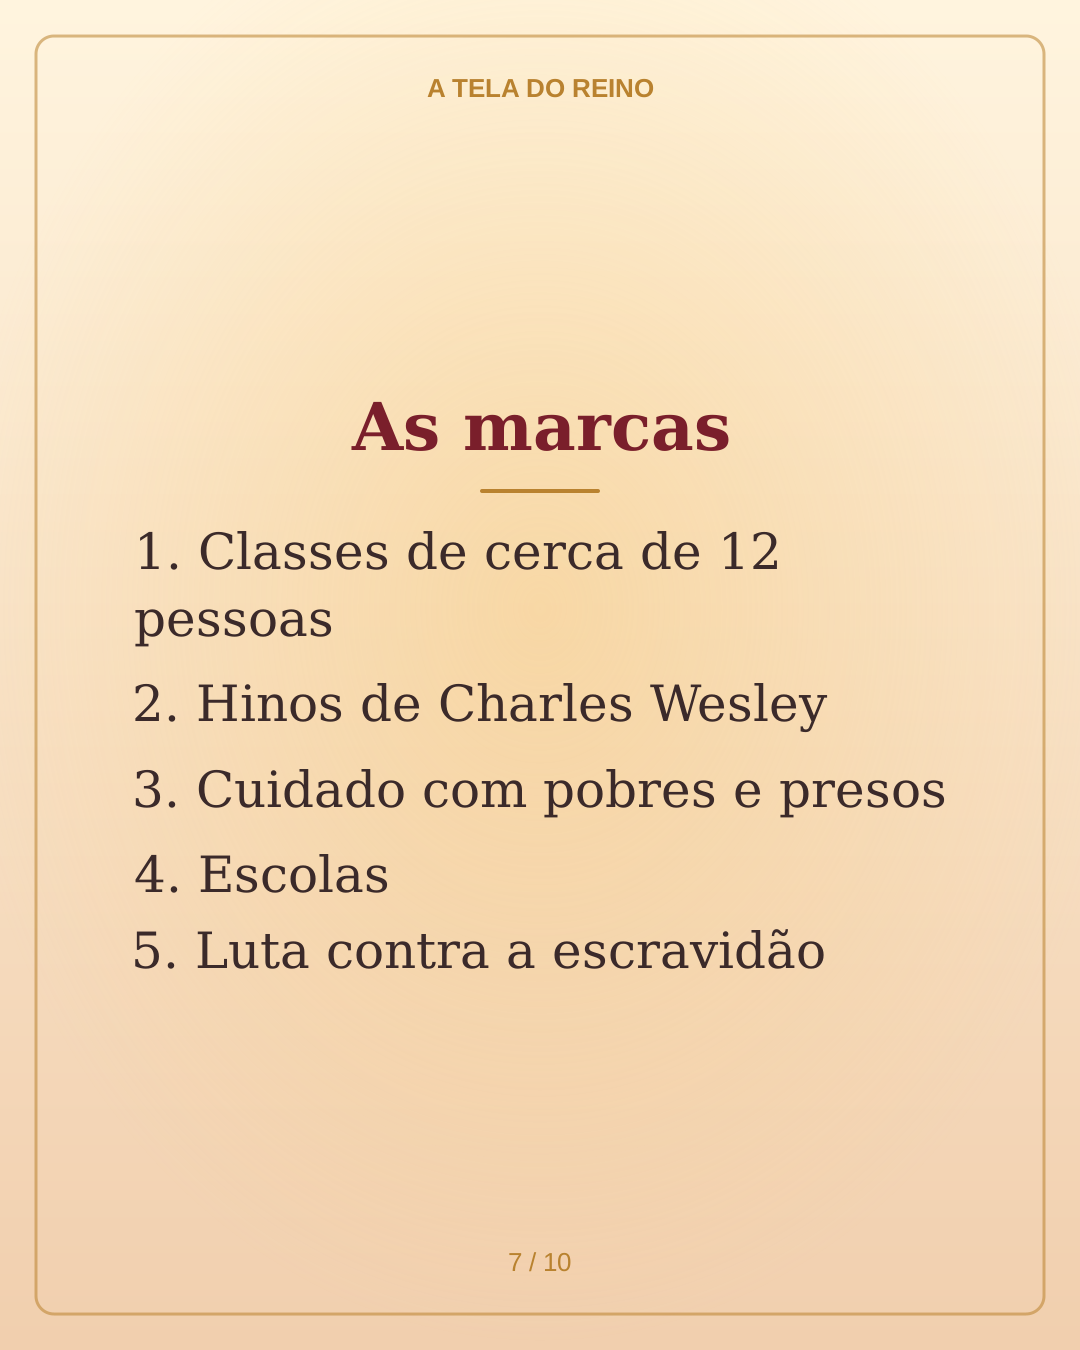 A TELA DO REINO
As marcas
1. Classes de cerca de 12
pessoas
2. Hinos de Charles Wesley
3. Cuidado com pobres e presos
4. Escolas
5. Luta contra a escravidão
7 / 10